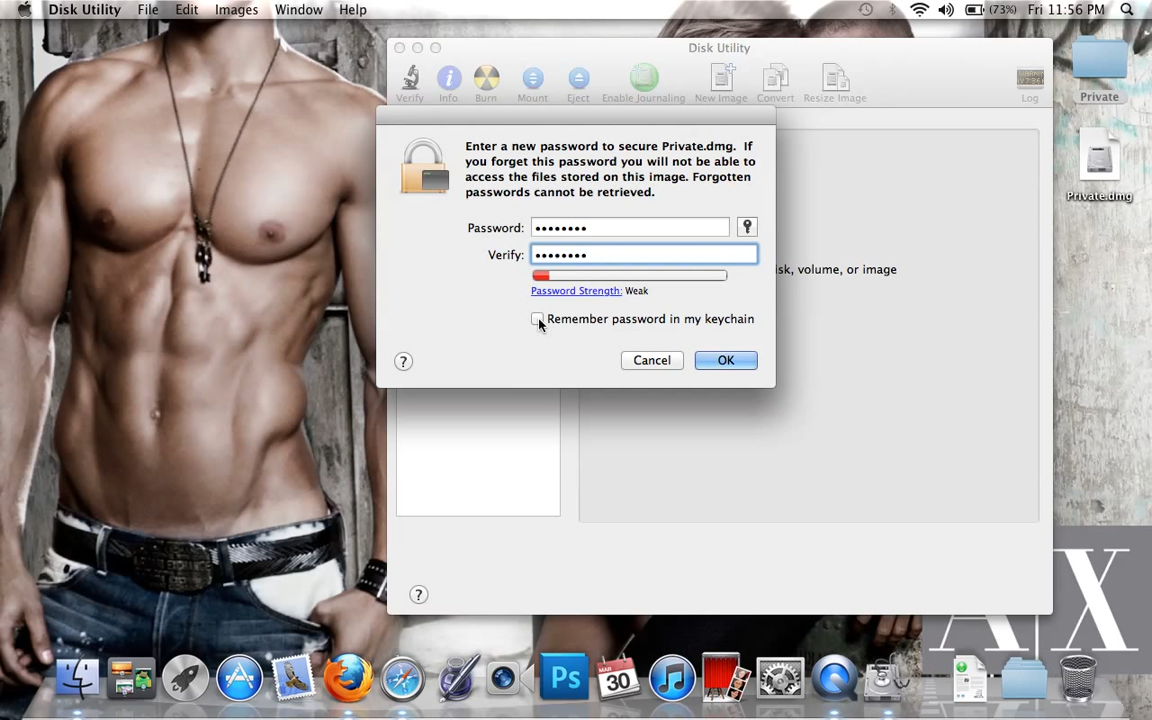 Disk Utility File Edit Images Window Help (73%) Fri 11:56 PM
Disk Utility
Verify Info Burn Mount Eject Enable Journaling New Image Convert Resize Image Log
Private
Enter a new password to secure Private.dmg. If
you forget this password you will not be able to
access the files stored on this image. Forgotten
passwords cannot be retrieved.
Private.dmg
Password: ••••••••
Verify: ••••••••
isk, volume, or image
Password Strength: Weak
Remember password in my keychain
? Cancel OK
?
A|X
Ps
MAR
30